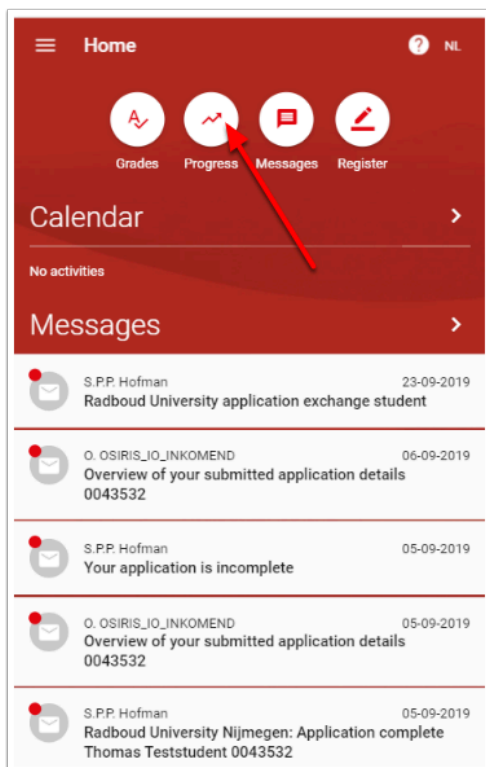 Home
NL
Grades Progress Messages Register
Calendar
No activities
Messages
S.P.P. Hofman 23-09-2019
Radboud University application exchange student
O. OSIRIS_IO_INKOMEND 06-09-2019
Overview of your submitted application details
0043532
S.P.P. Hofman 05-09-2019
Your application is incomplete
O. OSIRIS_IO_INKOMEND 05-09-2019
Overview of your submitted application details
0043532
S.P.P. Hofman 05-09-2019
Radboud University Nijmegen: Application complete
Thomas Teststudent 0043532